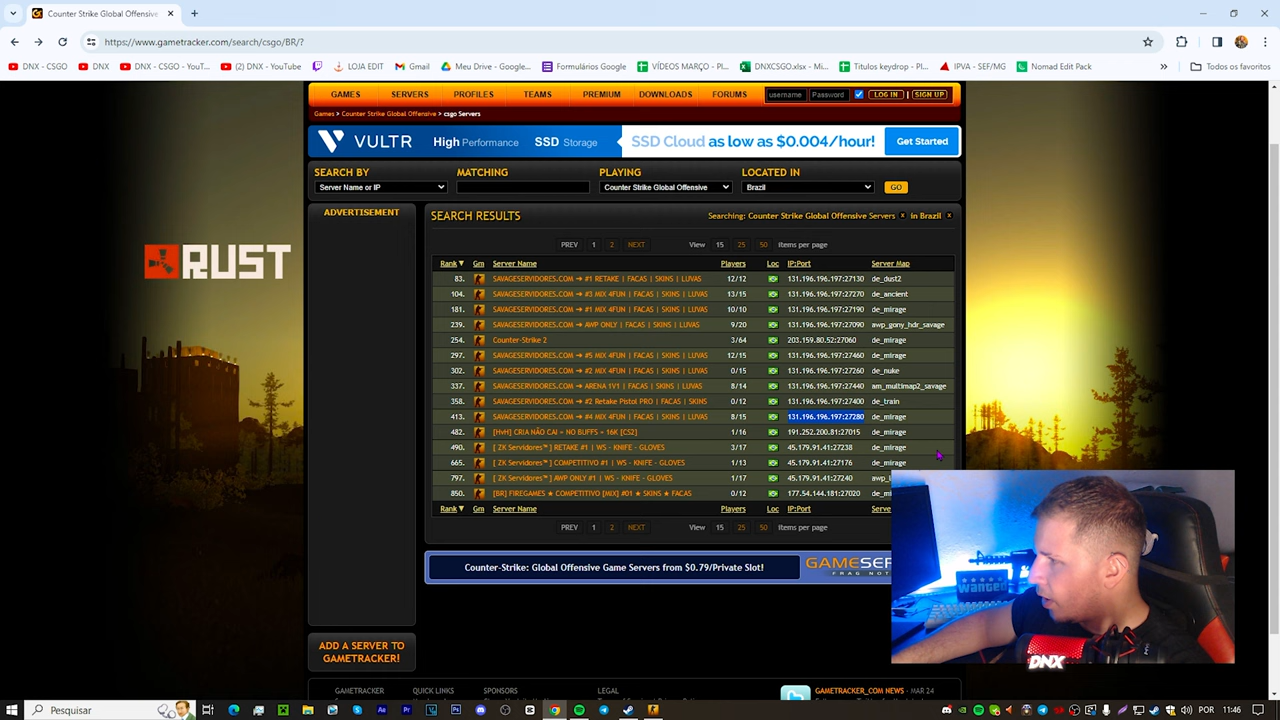 Counter Strike Global Offensive
https://www.gametracker.com/search/csgo/BR/?
DNX - CSGO
DNX
DNX - CSGO - YouT...
(2) DNX - YouTube
LOJA EDIT
Gmail
Meu Drive - Google...
Formulários Google
VÍDEOS MARÇO - Pl...
DNXCSGO.xlsx - Mi...
Titulos keydrop - Pl...
IPVA - SEF/MG
Nomad Edit Pack
Todos os favoritos
GAMES SERVERS PROFILES TEAMS PREMIUM DOWNLOADS FORUMS username Password LOG IN | SIGN UP
Games > Counter Strike Global Offensive > csgo Servers
VULTR High Performance SSD Storage SSD Cloud as low as $0.004/hour! Get Started
SEARCH BY MATCHING PLAYING LOCATED IN
Server Name or IP Counter Strike Global Offensive Brazil GO
ADVERTISEMENT
SEARCH RESULTS Searching: Counter Strike Global Offensive Servers x in Brazil x
PREV 1 2 NEXT View 15 25 50 items per page
Rank Gm Server Name Players Loc IP:Port Server Map
83. SAVAGESERVIDORES.COM ➔ #1 RETAKE | FACAS | SKINS | LUVAS 12/12 131.196.196.197:27130 de_dust2
104. SAVAGESERVIDORES.COM ➔ #3 MIX 4FUN | FACAS | SKINS | LUVAS 13/15 131.196.196.197:27270 de_ancient
181. SAVAGESERVIDORES.COM ➔ #1 MIX 4FUN | FACAS | SKINS | LUVAS 10/10 131.196.196.197:27190 de_mirage
239. SAVAGESERVIDORES.COM ➔ AWP ONLY | FACAS | SKINS | LUVAS 9/20 131.196.196.197:27090 awp_gony_hdr_savage
254. Counter-Strike 2 3/64 203.159.80.52:27060 de_mirage
297. SAVAGESERVIDORES.COM ➔ #5 MIX 4FUN | FACAS | SKINS | LUVAS 12/15 131.196.196.197:27460 de_mirage
302. SAVAGESERVIDORES.COM ➔ #2 MIX 4FUN | FACAS | SKINS | LUVAS 0/15 131.196.196.197:27260 de_nuke
337. SAVAGESERVIDORES.COM ➔ ARENA 1V1 | FACAS | SKINS | LUVAS 8/14 131.196.196.197:27440 am_multimap2_savage
358. SAVAGESERVIDORES.COM ➔ #2 Retake Pistol PRO | FACAS | SKINS 0/12 131.196.196.197:27400 de_train
413. SAVAGESERVIDORES.COM ➔ #4 MIX 4FUN | FACAS | SKINS | LUVAS 8/15 131.196.196.197:27280 de_mirage
482. [HvH] CRIA NÃO CAI = NO BUFFS = 16K [CS2] 1/16 191.252.200.81:27015 de_mirage
490. [ ZK Servidores™ ] RETAKE #1 | WS - KNIFE - GLOVES 3/17 45.179.91.41:27238 de_mirage
665. [ ZK Servidores™ ] COMPETITIVO #1 | WS - KNIFE - GLOVES 1/13 45.179.91.41:27176 de_mirage
797. [ ZK Servidores™ ] AWP ONLY #1 | WS - KNIFE - GLOVES 1/17 45.179.91.41:27240 awp_l
850. [BR] FIREGAMES ★ COMPETITIVO [MIX] #01 ★ SKINS ★ FACAS 0/12 177.54.144.181:27020 de_mi
Rank Gm Server Name Players Loc IP:Port Serve
PREV 1 2 NEXT View 15 25 50 items per page
Counter-Strike: Global Offensive Game Servers from $0.79/Private Slot! GAMESE
FRAG NOT
RUST
wanted
DNX
ADD A SERVER TO
GAMETRACKER!
GAMETRACKER QUICK LINKS SPONSORS LEGAL GAMETRACKER_COM NEWS - MAR 24
Pesquisar
POR 11:46